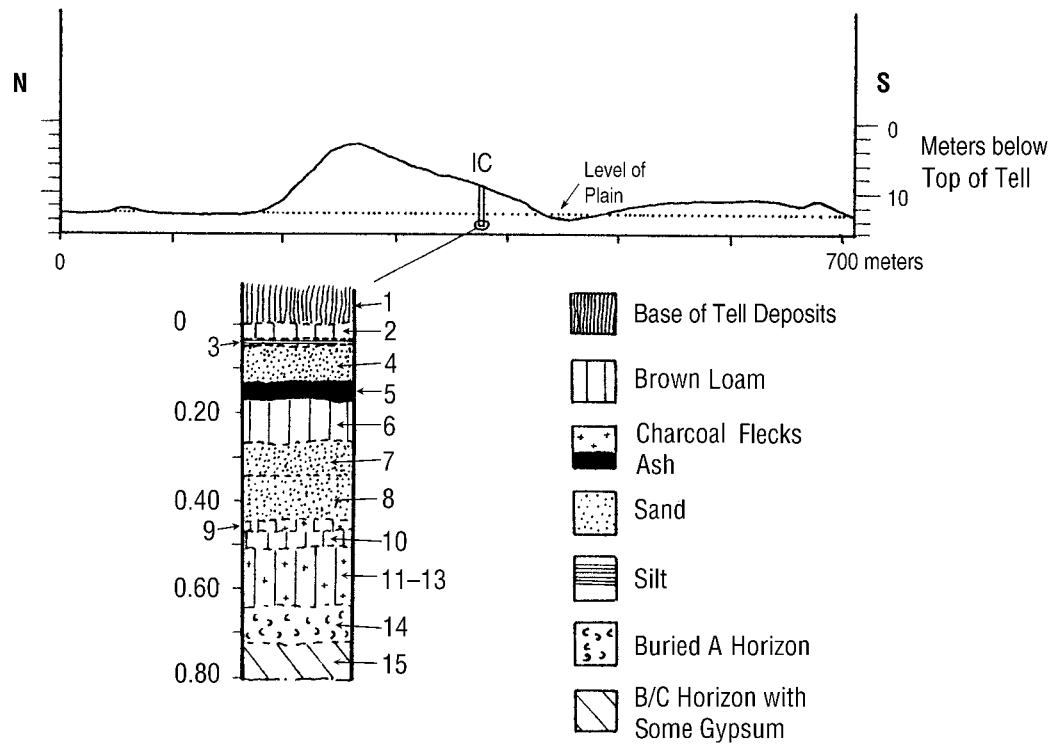 N
S
0
10
Meters below
Top of Tell
IC
Level of
Plain
0
700 meters
0
0.20
0.40
0.60
0.80
1
2
3
4
5
6
7
8
9
10
11–13
14
15
Base of Tell Deposits
Brown Loam
Charcoal Flecks
Ash
Sand
Silt
Buried A Horizon
B/C Horizon with
Some Gypsum